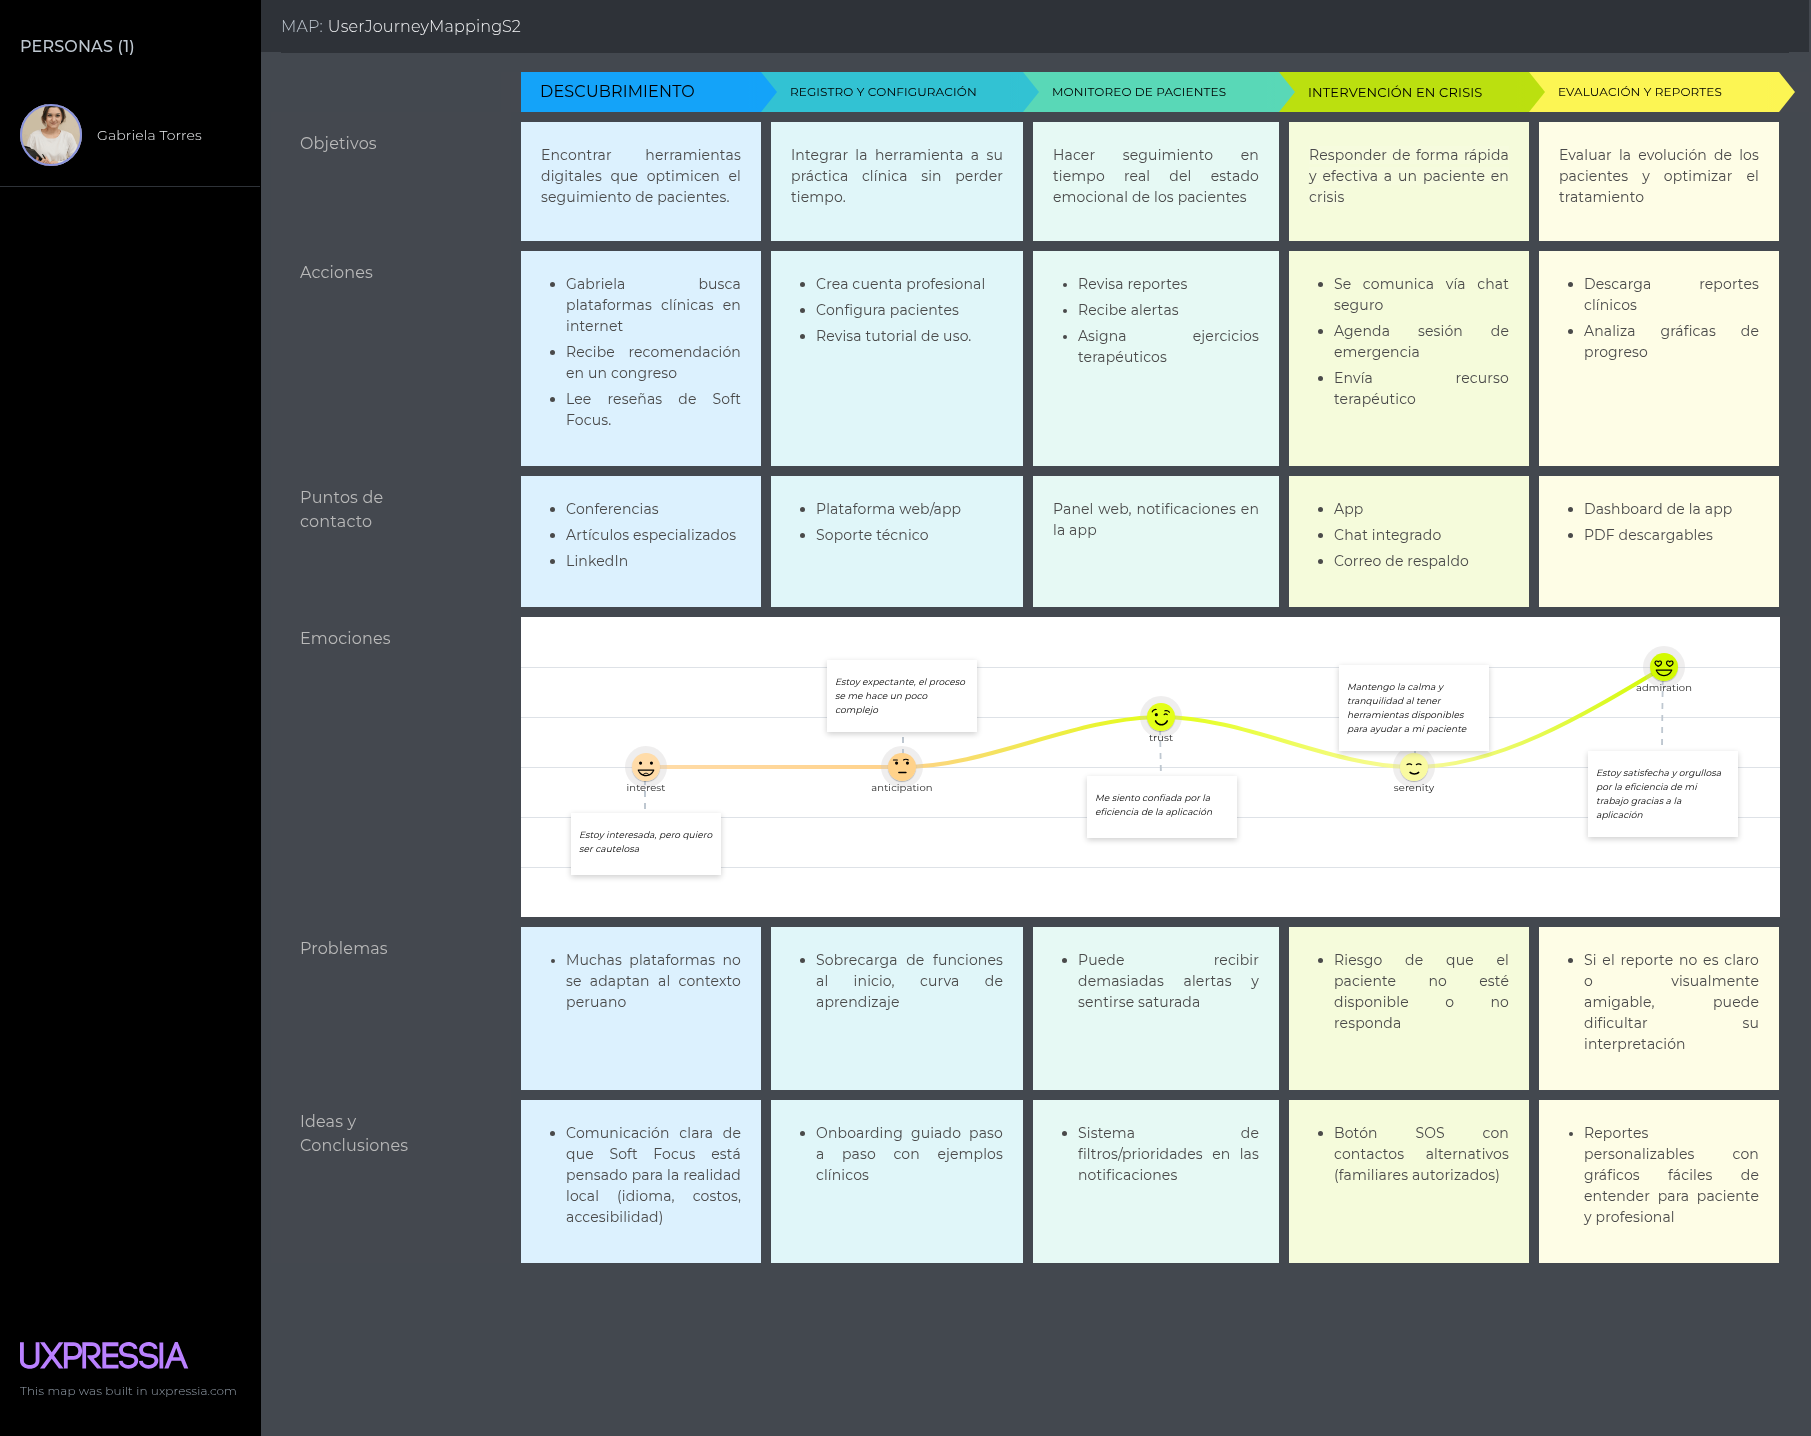 PERSONAS (1)
Gabriela Torres
MAP: UserJourneyMappingS2
DESCUBRIMIENTO
REGISTRO Y CONFIGURACIÓN
MONITOREO DE PACIENTES
INTERVENCIÓN EN CRISIS
EVALUACIÓN Y REPORTES
Objetivos
Encontrar herramientas
digitales que optimicen el
seguimiento de pacientes.
Integrar la herramienta a su
práctica clínica sin perder
tiempo.
Hacer seguimiento en
tiempo real del estado
emocional de los pacientes
Responder de forma rápida
y efectiva a un paciente en
crisis
Evaluar la evolución de los
pacientes y optimizar el
tratamiento
Acciones
• Gabriela busca
plataformas clínicas en
internet
• Recibe recomendación
en un congreso
• Lee reseñas de Soft
Focus.
• Crea cuenta profesional
• Configura pacientes
• Revisa tutorial de uso.
• Revisa reportes
• Recibe alertas
• Asigna ejercicios
terapéuticos
• Se comunica vía chat
seguro
• Agenda sesión de
emergencia
• Envía recurso
terapéutico
• Descarga reportes
clínicos
• Analiza gráficas de
progreso
Puntos de
contacto
• Conferencias
• Artículos especializados
• LinkedIn
• Plataforma web/app
• Soporte técnico
Panel web, notificaciones en
la app
• App
• Chat integrado
• Correo de respaldo
• Dashboard de la app
• PDF descargables
Emociones
interest
Estoy interesada, pero quiero
ser cautelosa
Estoy expectante, el proceso
se me hace un poco
complejo
anticipation
trust
Me siento confiada por la
eficiencia de la aplicación
Mantengo la calma y
tranquilidad al tener
herramientas disponibles
para ayudar a mi paciente
serenity
admiration
Estoy satisfecha y orgullosa
por la eficiencia de mi
trabajo gracias a la
aplicación
Problemas
• Muchas plataformas no
se adaptan al contexto
peruano
• Sobrecarga de funciones
al inicio, curva de
aprendizaje
• Puede recibir
demasiadas alertas y
sentirse saturada
• Riesgo de que el
paciente no esté
disponible o no
responda
• Si el reporte no es claro
o visualmente
amigable, puede
dificultar su
interpretación
Ideas y
Conclusiones
• Comunicación clara de
que Soft Focus está
pensado para la realidad
local (idioma, costos,
accesibilidad)
• Onboarding guiado paso
a paso con ejemplos
clínicos
• Sistema de
filtros/prioridades en las
notificaciones
• Botón SOS con
contactos alternativos
(familiares autorizados)
• Reportes
personalizables con
gráficos fáciles de
entender para paciente
y profesional
UXPRESSIA
This map was built in uxpressia.com